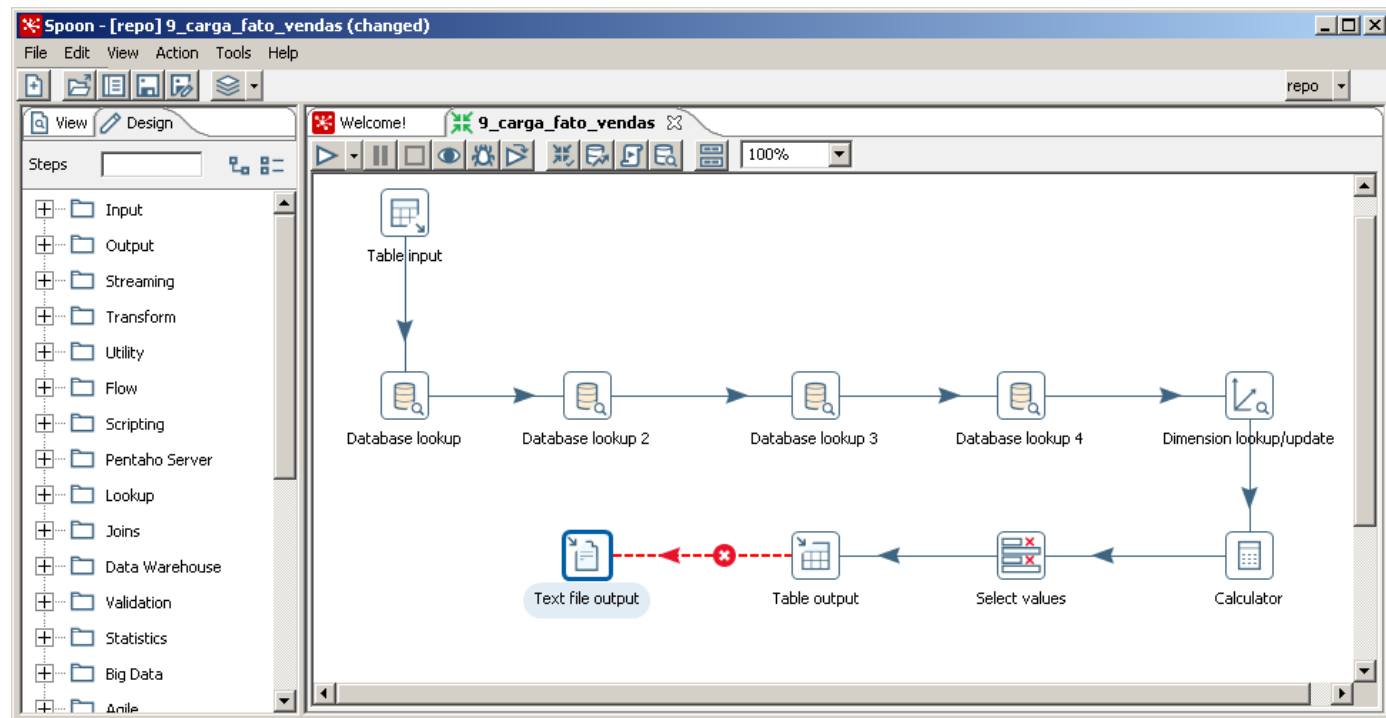 Spoon - [repo] 9_carga_fato_vendas (changed)
File Edit View Action Tools Help
repo
View Design
Welcome! 9_carga_fato_vendas
Steps
100%
Input
Output
Streaming
Transform
Utility
Flow
Scripting
Pentaho Server
Lookup
Joins
Data Warehouse
Validation
Statistics
Big Data
Agile
Table input
Database lookup Database lookup 2 Database lookup 3 Database lookup 4 Dimension lookup/update
Text file output Table output Select values Calculator